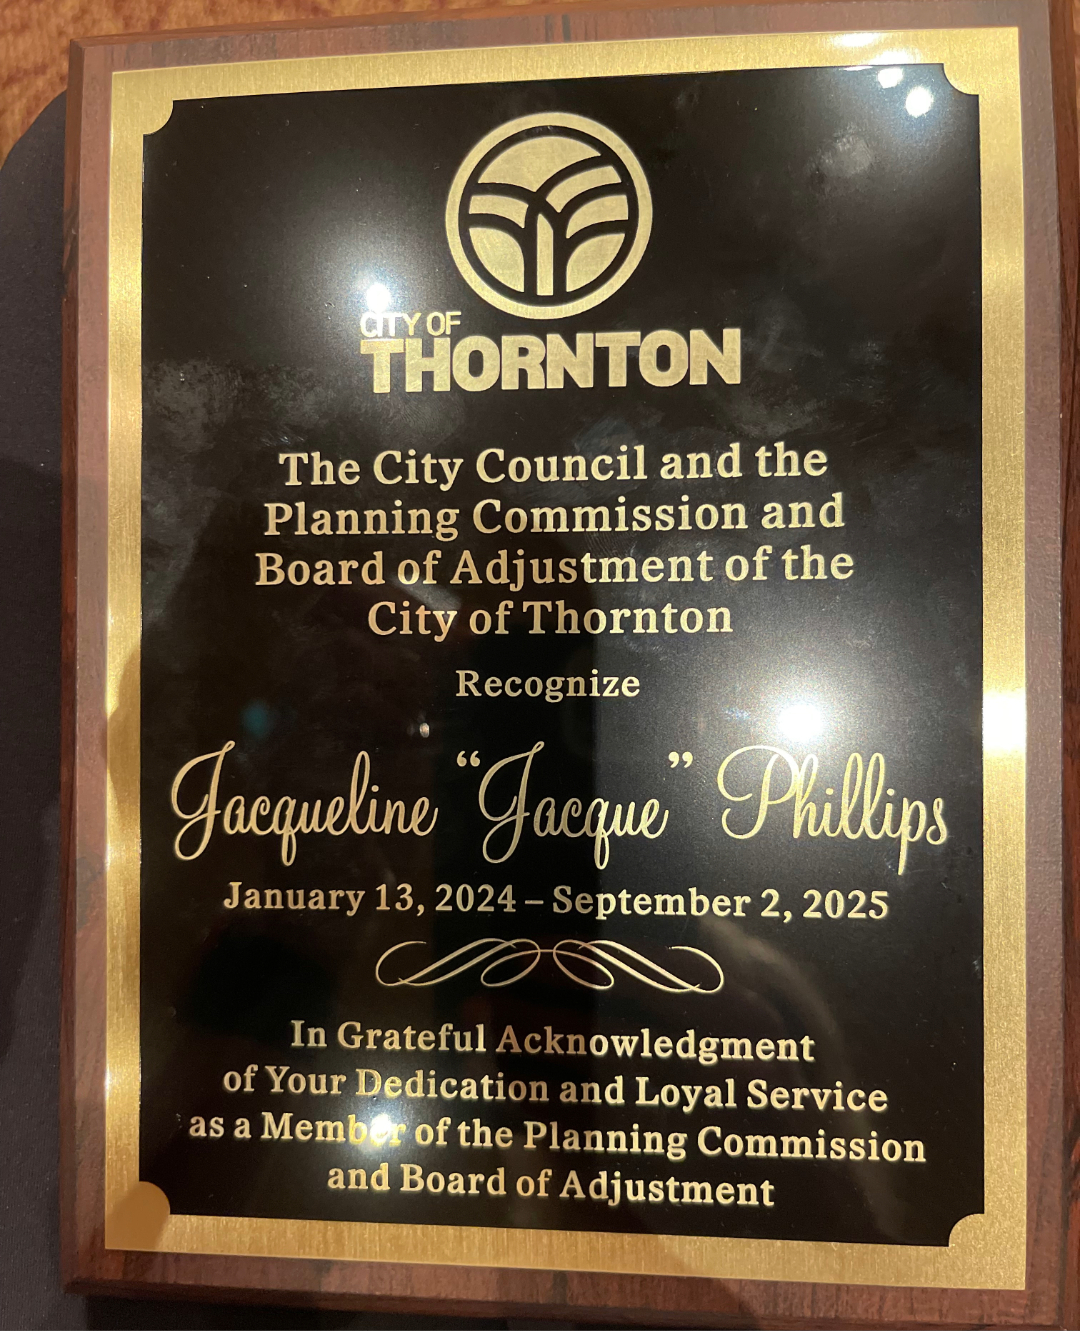 CITY OF
THORNTON
The City Council and the
Planning Commission and
Board of Adjustment of the
City of Thornton
Recognize
Jacqueline “Jacque” Phillips
January 13, 2024 – September 2, 2025
In Grateful Acknowledgment
of Your Dedication and Loyal Service
as a Member of the Planning Commission
and Board of Adjustment